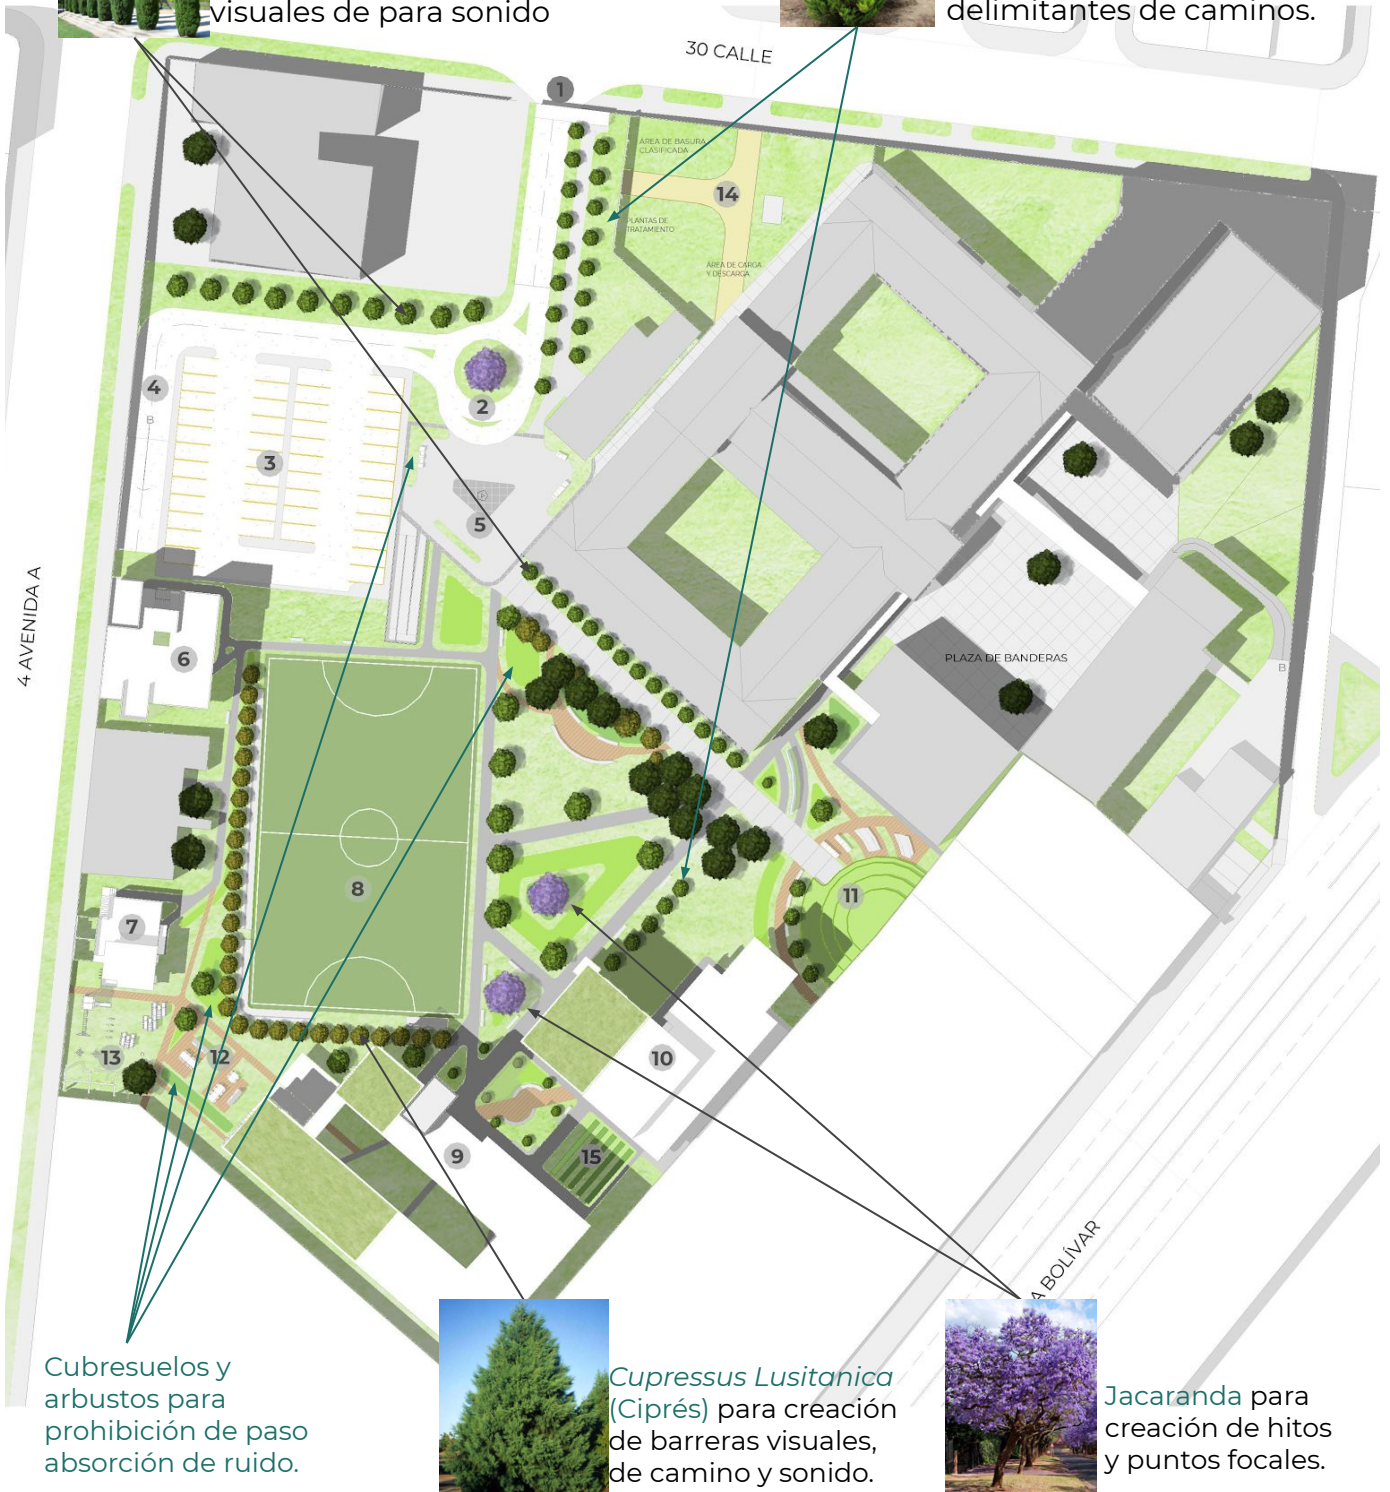 visuales de para sonido
delimitantes de caminos.
30 CALLE
1
ÁREA DE BASURA
CLASIFICADA
14
PLANTAS DE
TRATAMIENTO
ÁREA DE CARGA
Y DESCARGA
4
B
2
3
5
4 AVENIDA A
6
PLAZA DE BANDERAS
B
8
11
7
13
12
10
9
15
A BOLÍVAR
Cubresuelos y
arbustos para
prohibición de paso
absorción de ruido.
Cupressus Lusitanica
(Ciprés) para creación
de barreras visuales,
de camino y sonido.
Jacaranda para
creación de hitos
y puntos focales.